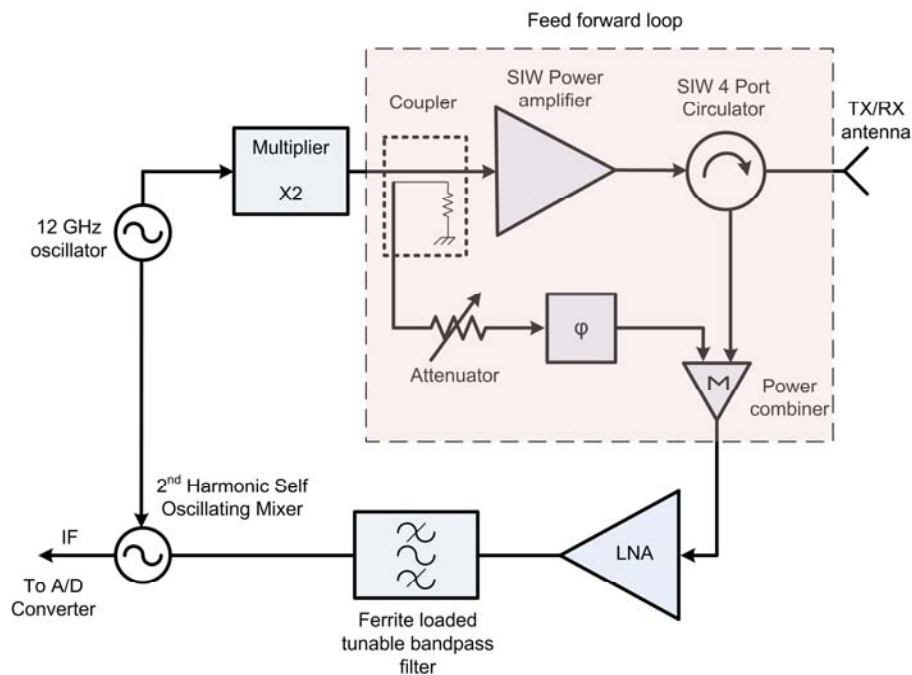 Feed forward loop
SIW Power
amplifier
SIW 4 Port
Circulator
Coupler
TX/RX
antenna
Multiplier
X2
12 GHz
oscillator
φ
Attenuator
M
Power
combiner
2nd Harmonic Self
Oscillating Mixer
IF
LNA
To A/D
Converter
Ferrite loaded
tunable bandpass
filter